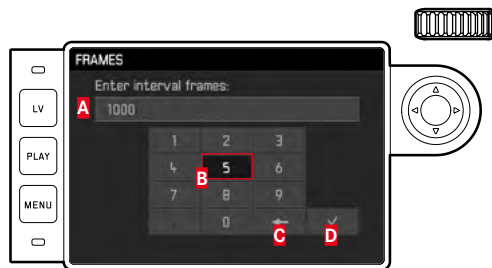 FRAMES
Enter interval frames:
A 1000
LV
PLAY
MENU
1 2 3
4 5 6
B
7 8 9
. 0
C D